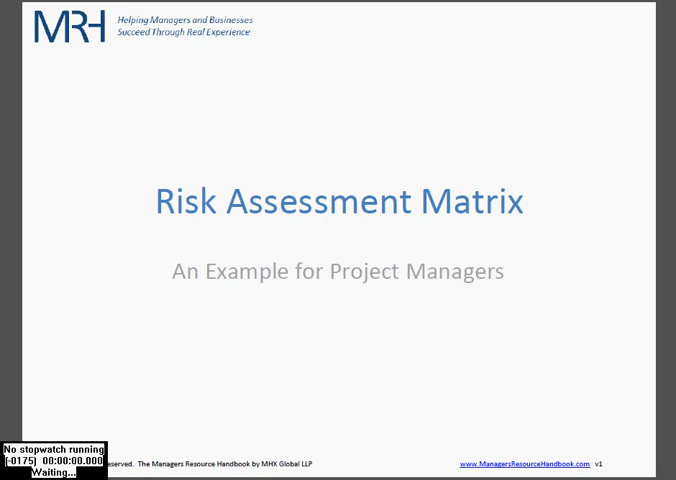 MRH
Helping Managers and Businesses
Succeed Through Real Experience
Risk Assessment Matrix
An Example for Project Managers
No stopwatch running
(-0175) 00:00:00.000
Waiting...
served. The Managers Resource Handbook by MHX Global LLP
www.ManagersResourceHandbook.com v1